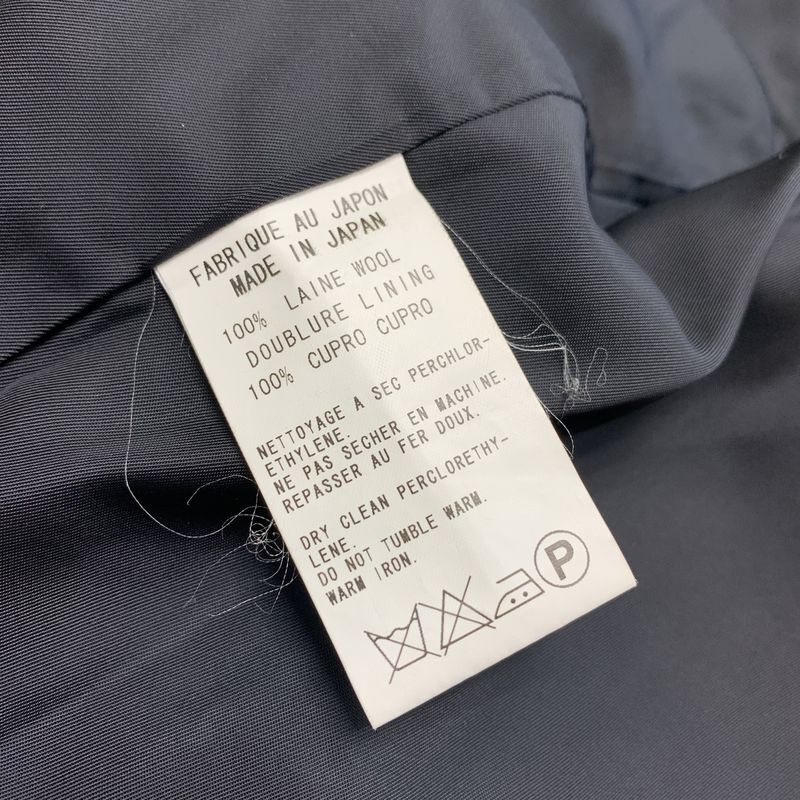 FABRIQUE AU JAPON
MADE IN JAPAN
100% LAINE WOOL
DOUBLURE LINING
100% CUPRO CUPRO
NETTOYAGE A SEC PERCHLOR-
ETHYLENE.
NE PAS SECHER EN MACHINE.
REPASSER AU FER DOUX.
DRY CLEAN PERCLORETHY-
LENE.
DO NOT TUMBLE WARM.
WARM IRON.
P